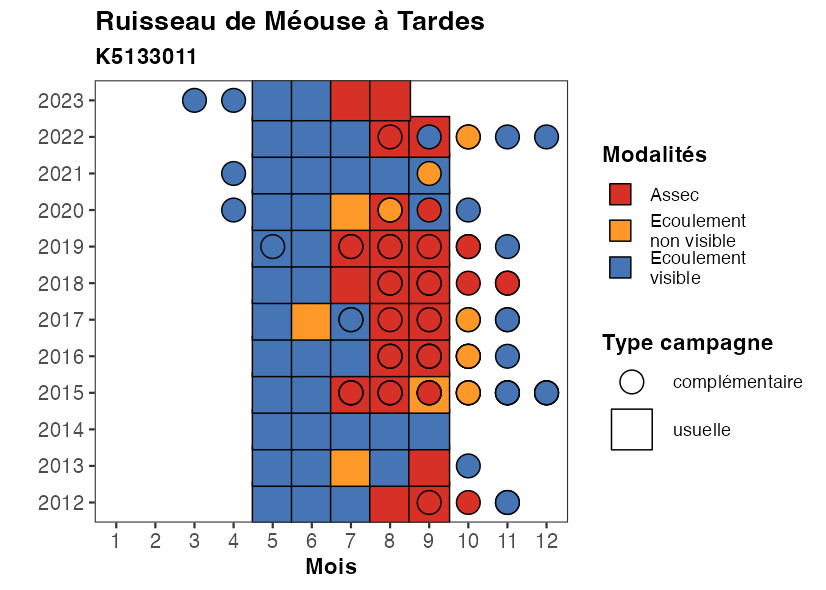 Ruisseau de Méouse à Tardes
K5133011
2023
2022
2021
2020
2019
2018
2017
2016
2015
2014
2013
2012
1 2 3 4 5 6 7 8 9 10 11 12
Mois
Modalités
Assec
Ecoulement
non visible
Ecoulement
visible
Type campagne
complémentaire
usuelle